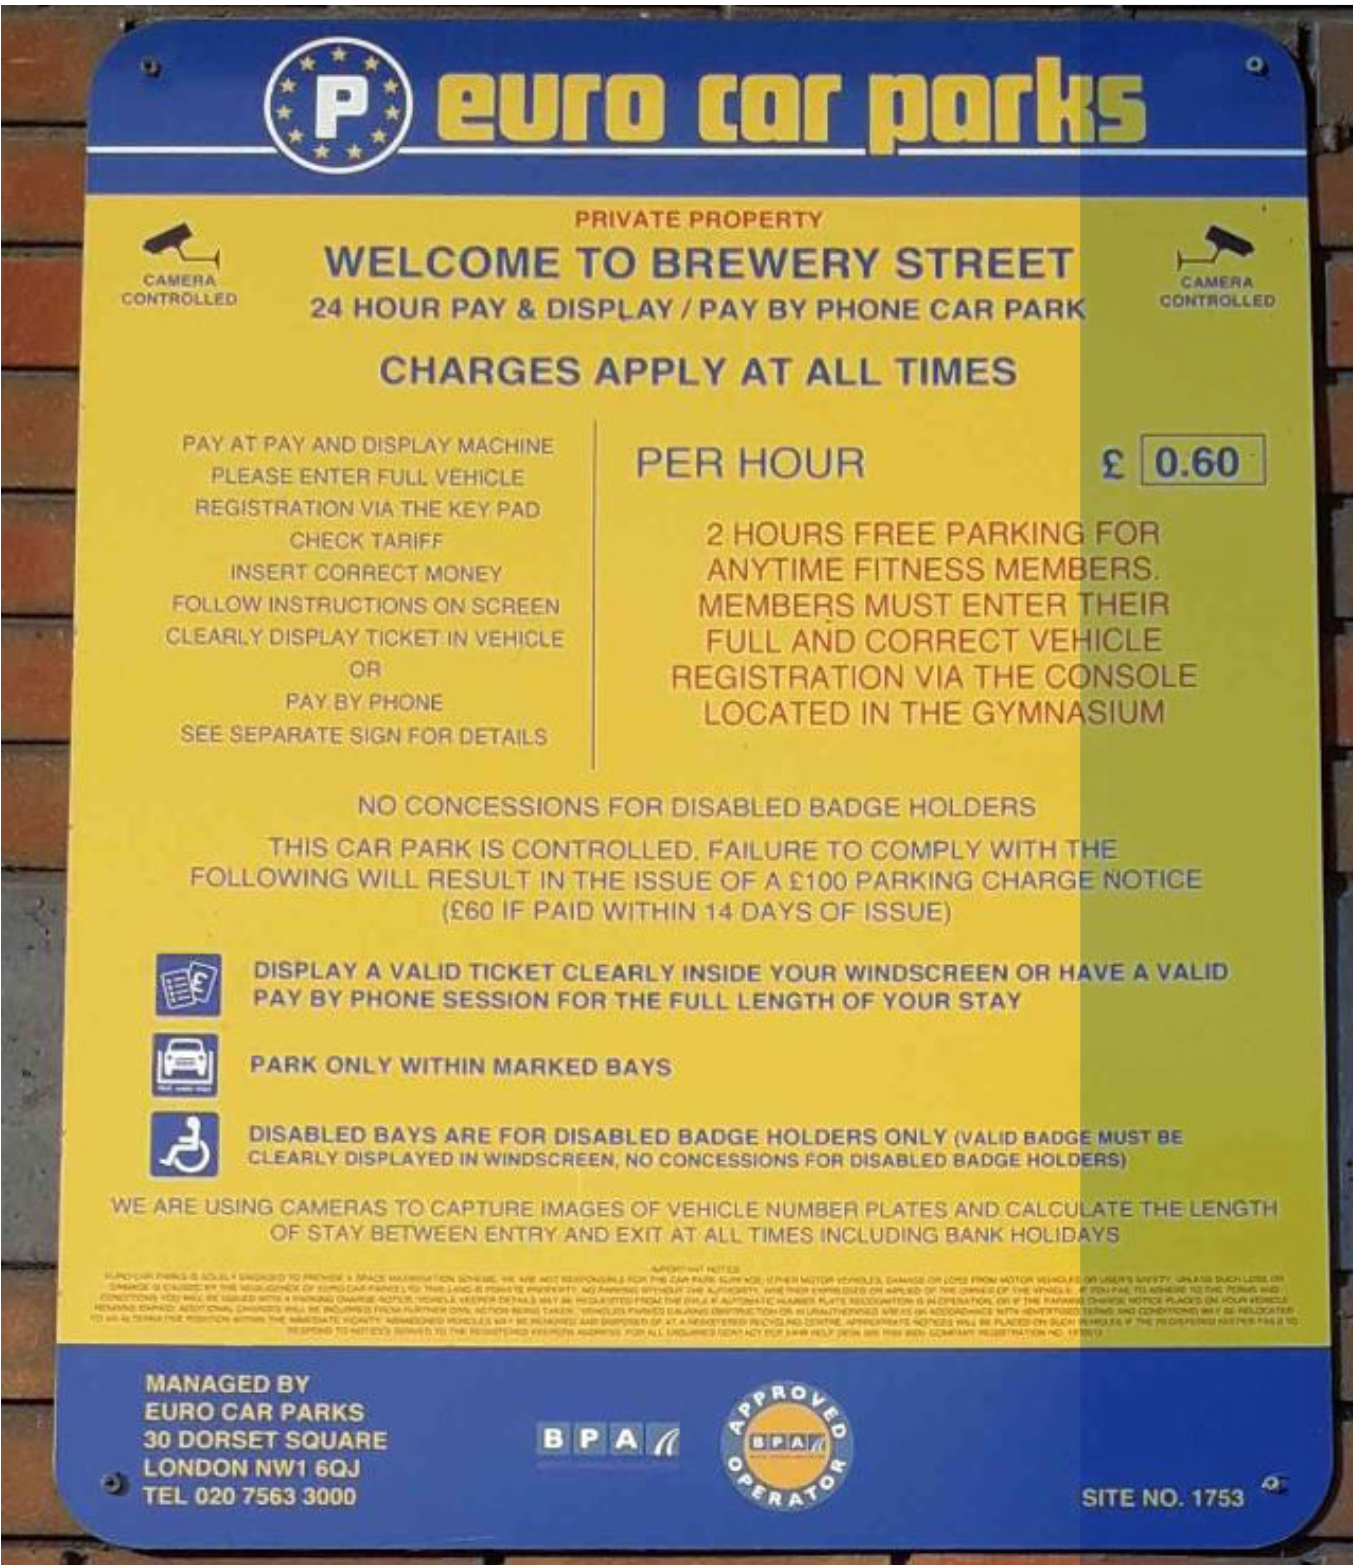 P euro car parks
PRIVATE PROPERTY
WELCOME TO BREWERY STREET
24 HOUR PAY & DISPLAY / PAY BY PHONE CAR PARK
CAMERA
CONTROLLED
CAMERA
CONTROLLED
CHARGES APPLY AT ALL TIMES
PAY AT PAY AND DISPLAY MACHINE
PLEASE ENTER FULL VEHICLE
REGISTRATION VIA THE KEY PAD
CHECK TARIFF
INSERT CORRECT MONEY
FOLLOW INSTRUCTIONS ON SCREEN
CLEARLY DISPLAY TICKET IN VEHICLE
OR
PAY BY PHONE
SEE SEPARATE SIGN FOR DETAILS
PER HOUR £ 0.60
2 HOURS FREE PARKING FOR
ANYTIME FITNESS MEMBERS.
MEMBERS MUST ENTER THEIR
FULL AND CORRECT VEHICLE
REGISTRATION VIA THE CONSOLE
LOCATED IN THE GYMNASIUM
NO CONCESSIONS FOR DISABLED BADGE HOLDERS
THIS CAR PARK IS CONTROLLED. FAILURE TO COMPLY WITH THE
FOLLOWING WILL RESULT IN THE ISSUE OF A £100 PARKING CHARGE NOTICE
(£60 IF PAID WITHIN 14 DAYS OF ISSUE)
£
DISPLAY A VALID TICKET CLEARLY INSIDE YOUR WINDSCREEN OR HAVE A VALID
PAY BY PHONE SESSION FOR THE FULL LENGTH OF YOUR STAY
PARK ONLY WITHIN MARKED BAYS
DISABLED BAYS ARE FOR DISABLED BADGE HOLDERS ONLY (VALID BADGE MUST BE
CLEARLY DISPLAYED IN WINDSCREEN, NO CONCESSIONS FOR DISABLED BADGE HOLDERS)
WE ARE USING CAMERAS TO CAPTURE IMAGES OF VEHICLE NUMBER PLATES AND CALCULATE THE LENGTH
OF STAY BETWEEN ENTRY AND EXIT AT ALL TIMES INCLUDING BANK HOLIDAYS
IMPORTANT NOTICE
MANAGED BY
EURO CAR PARKS
30 DORSET SQUARE
LONDON NW1 6QJ
TEL 020 7563 3000
BPA
APPROVED
BPA
OPERATOR
SITE NO. 1753